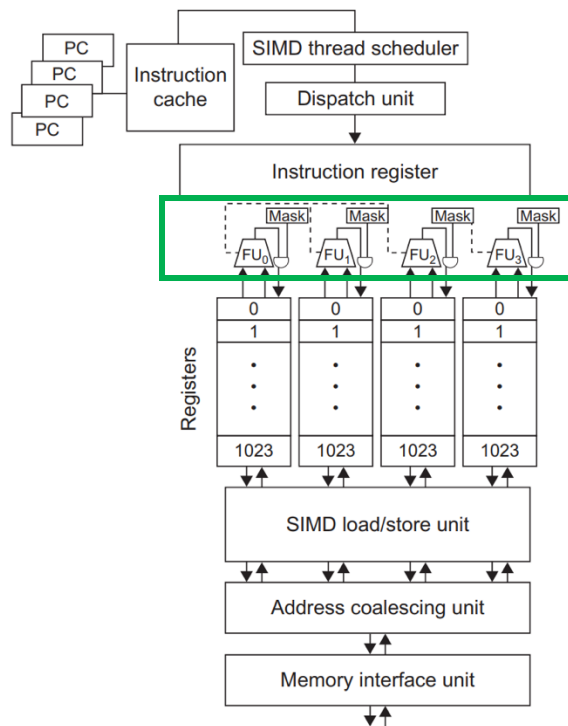 PC
PC
PC
PC
Instruction
cache
SIMD thread scheduler
Dispatch unit
Instruction register
Mask Mask Mask Mask
FU0 FU1 FU2 FU3
Registers
0 0 0 0
1 1 1 1
1023 1023 1023 1023
SIMD load/store unit
Address coalescing unit
Memory interface unit